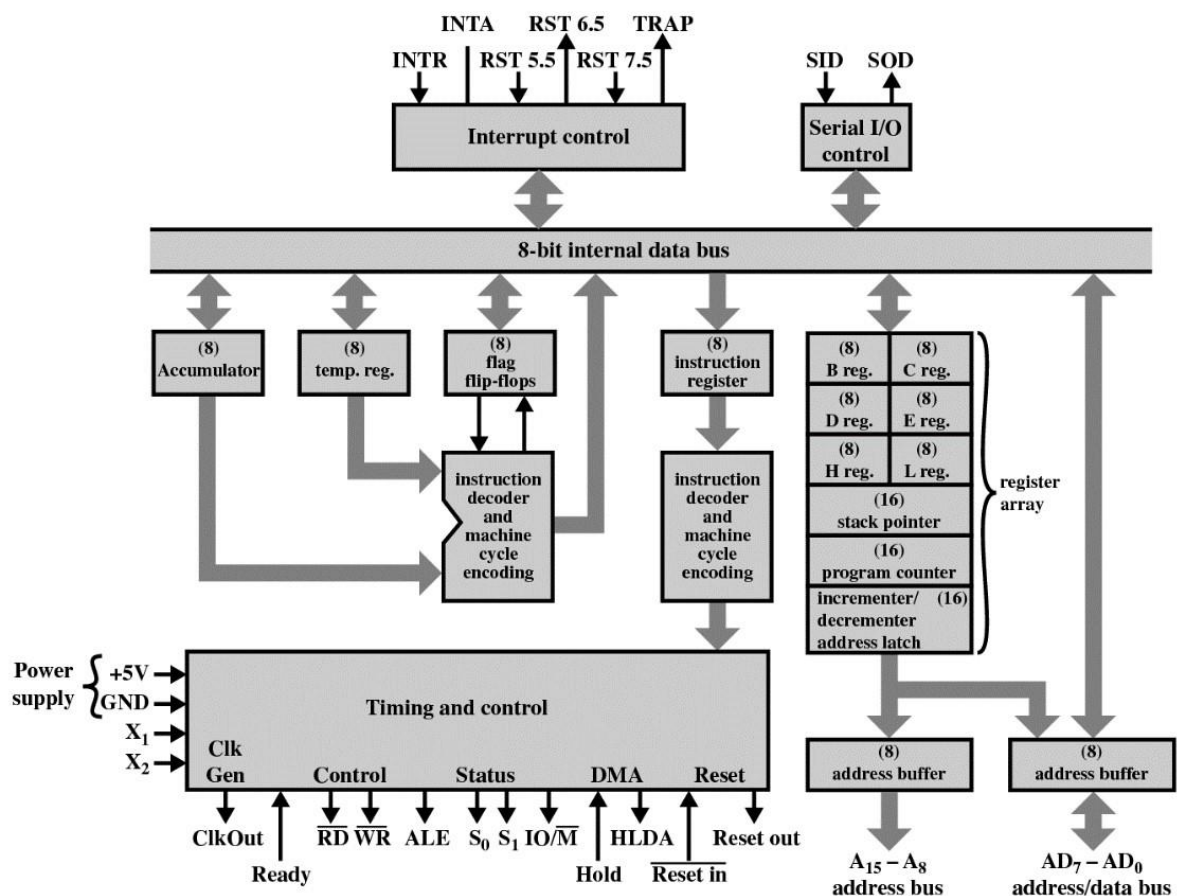 INTA RST 6.5 TRAP
INTR RST 5.5 RST 7.5 SID SOD
Interrupt control
Serial I/O
control
8-bit internal data bus
(8)
Accumulator
(8)
temp. reg.
(8)
flag
flip-flops
(8)
instruction
register
(8)
B reg.
(8)
C reg.
(8)
D reg.
(8)
E reg.
(8)
H reg.
(8)
L reg.
(16)
stack pointer
(16)
program counter
incrementer/ (16)
decrementer
address latch
register
array
instruction
decoder
and
machine
cycle
encoding
instruction
decoder
and
machine
cycle
encoding
Power
supply
+5V
GND
X₁
X₂
Timing and control
Clk
Gen Control Status DMA Reset
ClkOut R̅D̅ W̅R̅ ALE S₀ S₁ IO/M̅ HLDA Reset out
Ready Hold R̅e̅s̅e̅t̅ i̅n̅
(8)
address buffer
(8)
address buffer
A₁₅ – A₈
address bus
AD₇ – AD₀
address/data bus